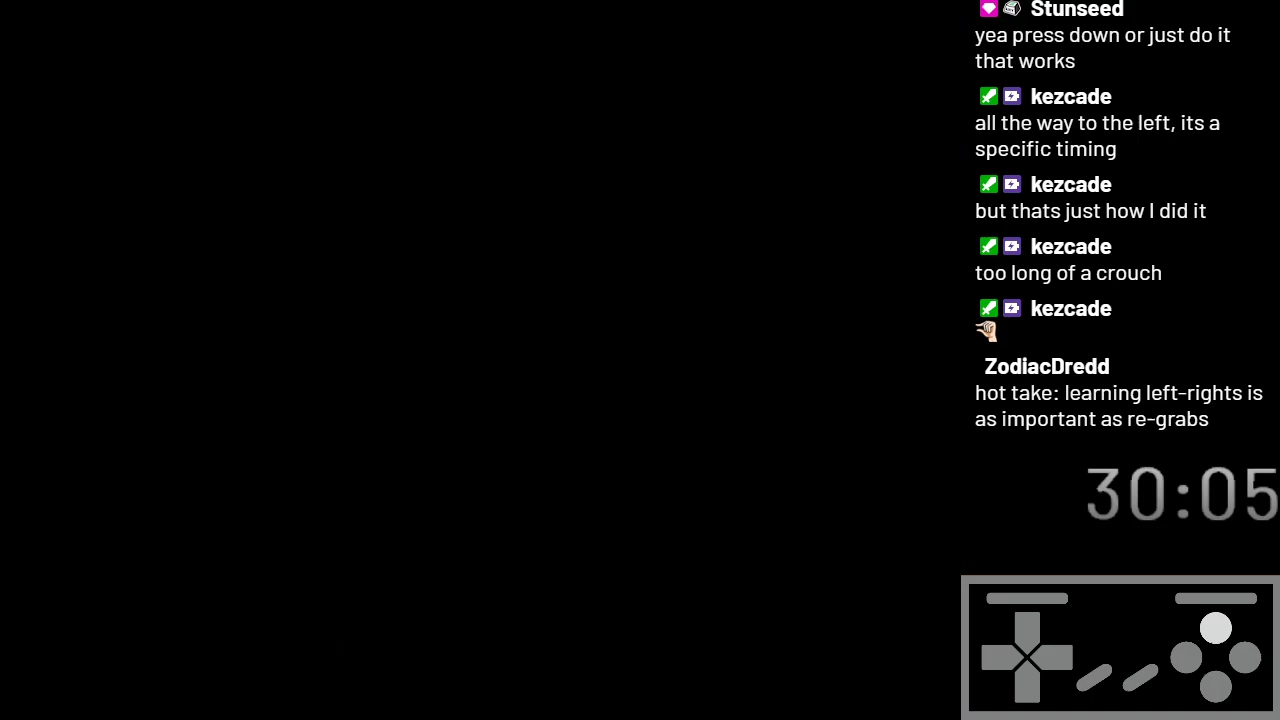 Stunseed
yea press down or just do it
that works
kezcade
all the way to the left, its a
specific timing
kezcade
but thats just how I did it
kezcade
too long of a crouch
kezcade
ZodiacDredd
hot take: learning left-rights is
as important as re-grabs
30:05